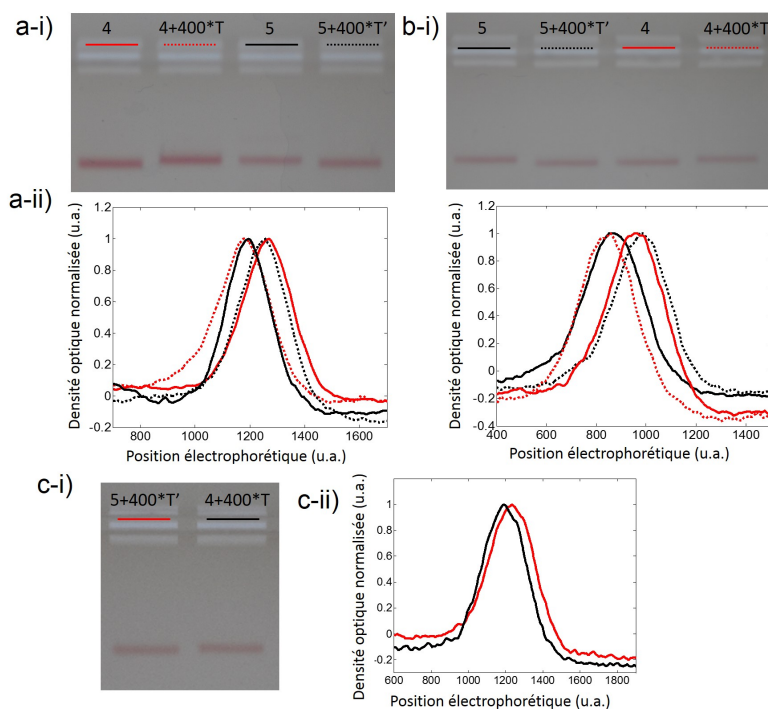 a-i)
4 4+400*T 5 5+400*T’
b-i)
5 5+400*T’ 4 4+400*T
a-ii)
Densité optique normalisée (u.a.)
1.2
1
0.8
0.6
0.4
0.2
0
-0.2
800 1000 1200 1400 1600
Position électrophorétique (u.a.)
Densité optique normalisée (u.a.)
1.2
1
0.8
0.6
0.4
0.2
0
-0.2
-0.4
400 600 800 1000 1200 1400
Position électrophorétique (u.a.)
c-i)
5+400*T’ 4+400*T
c-ii)
Densité optique normalisée (u.a.)
1
0.8
0.6
0.4
0.2
0
-0.2
600 800 1000 1200 1400 1600 1800
Position électrophorétique (u.a.)